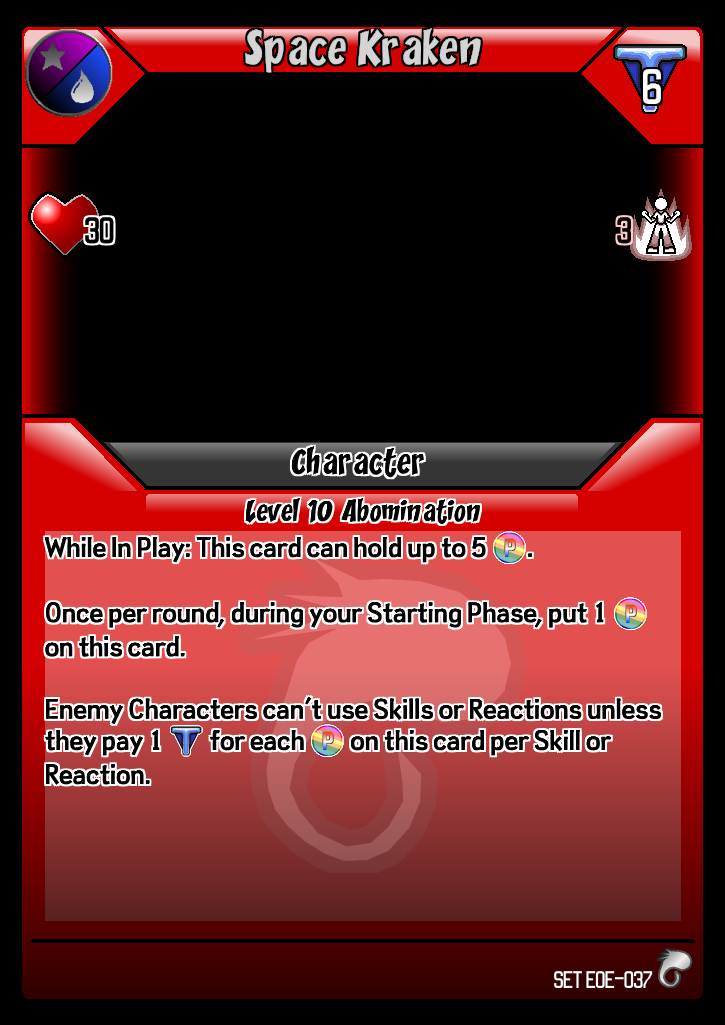 Space Kraken
6
30
3
Character
Level 10 Abomination
While In Play: This card can hold up to 5 P.
Once per round, during your Starting Phase, put 1 P
on this card.
Enemy Characters can't use Skills or Reactions unless
they pay 1 T for each P on this card per Skill or
Reaction.
SET EOE-037